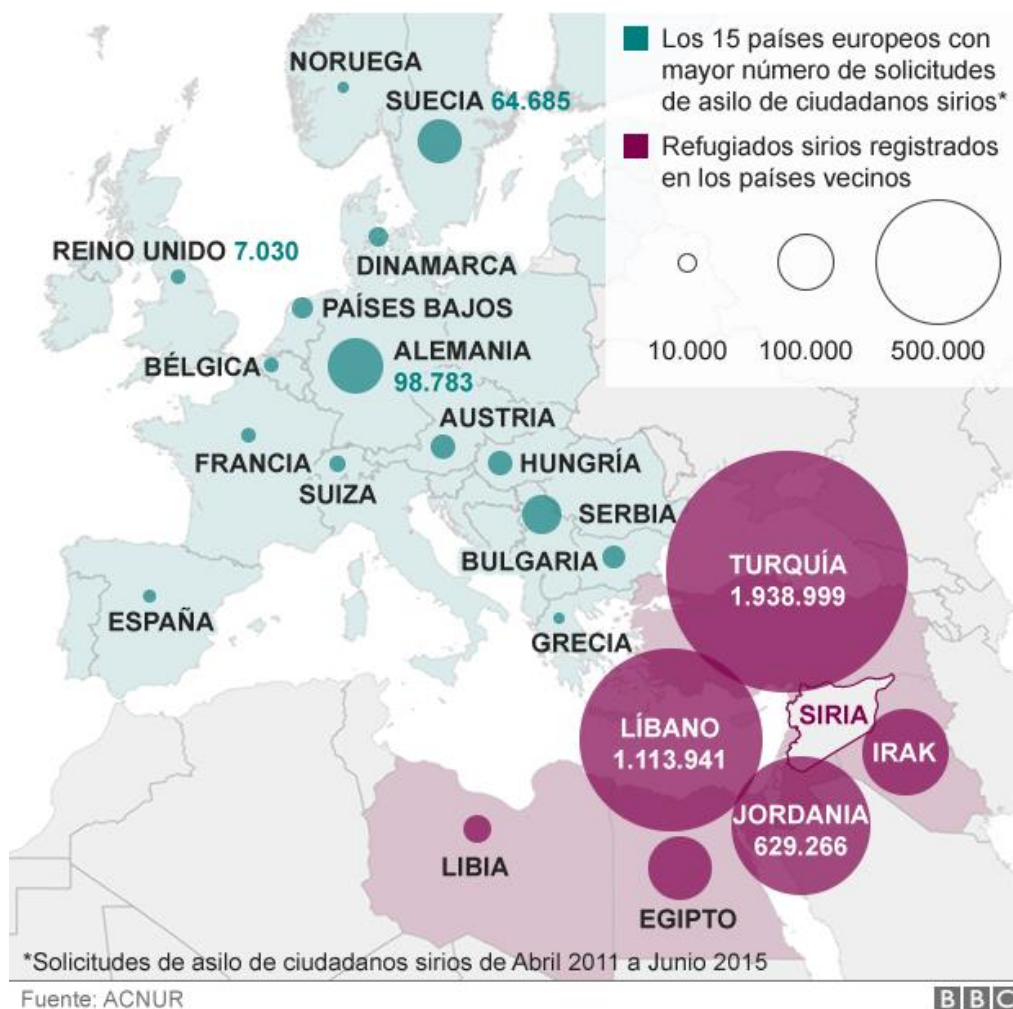 Los 15 países europeos con
mayor número de solicitudes
de asilo de ciudadanos sirios*
Refugiados sirios registrados
en los países vecinos
10.000 100.000 500.000
NORUEGA
SUECIA 64.685
REINO UNIDO 7.030
DINAMARCA
PAÍSES BAJOS
BÉLGICA
ALEMANIA
98.783
AUSTRIA
FRANCIA
HUNGRÍA
SUIZA
SERBIA
BULGARIA
TURQUÍA
1.938.999
ESPAÑA
GRECIA
SIRIA
LÍBANO
1.113.941
IRAK
JORDANIA
629.266
LIBIA
EGIPTO
*Solicitudes de asilo de ciudadanos sirios de Abril 2011 a Junio 2015
Fuente: ACNUR
BBC